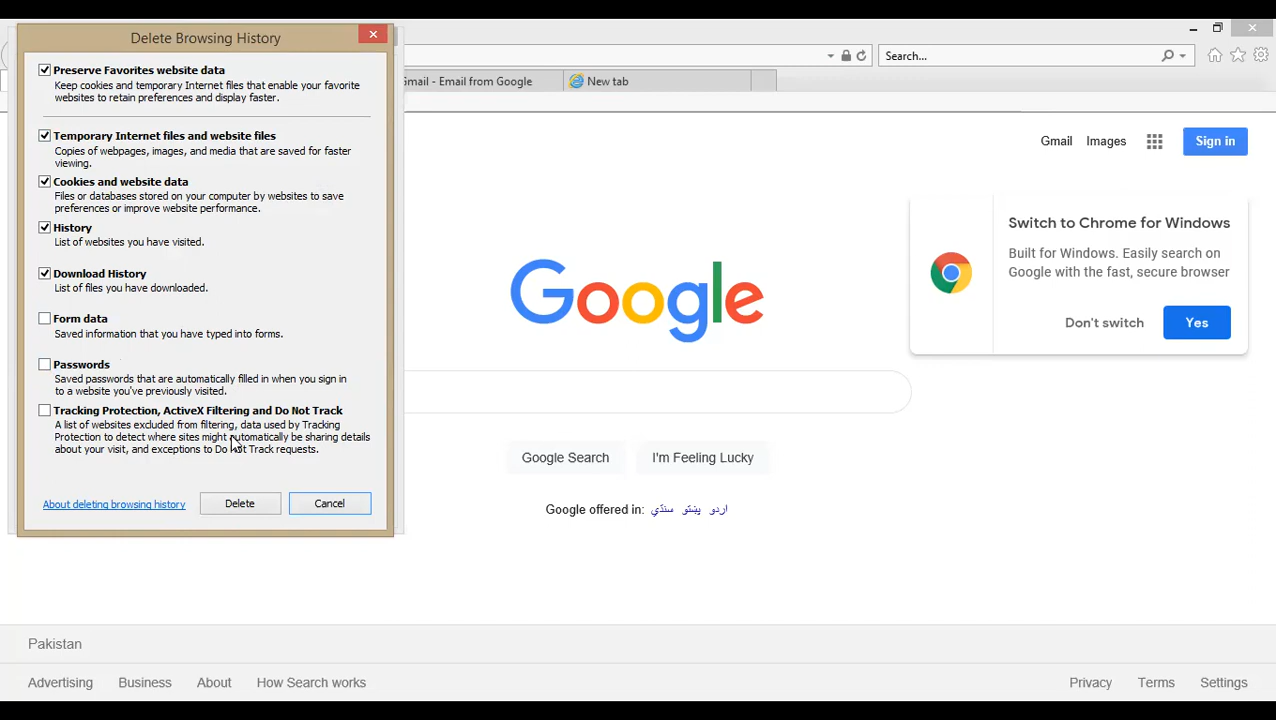 Delete Browsing History
Preserve Favorites website data
Keep cookies and temporary Internet files that enable your favorite
websites to retain preferences and display faster.
Temporary Internet files and website files
Copies of webpages, images, and media that are saved for faster
viewing.
Cookies and website data
Files or databases stored on your computer by websites to save
preferences or improve website performance.
History
List of websites you have visited.
Download History
List of files you have downloaded.
Form data
Saved information that you have typed into forms.
Passwords
Saved passwords that are automatically filled in when you sign in
to a website you've previously visited.
Tracking Protection, ActiveX Filtering and Do Not Track
A list of websites excluded from filtering, data used by Tracking
Protection to detect where sites might automatically be sharing details
about your visit, and exceptions to Do Not Track requests.
About deleting browsing history Delete Cancel
Search...
Gmail - Email from Google New tab
Gmail Images Sign in
Switch to Chrome for Windows
Built for Windows. Easily search on
Google with the fast, secure browser
Don't switch Yes
Google
Google Search I'm Feeling Lucky
Google offered in: اردو پښتو سنڌي
Pakistan
Advertising Business About How Search works Privacy Terms Settings